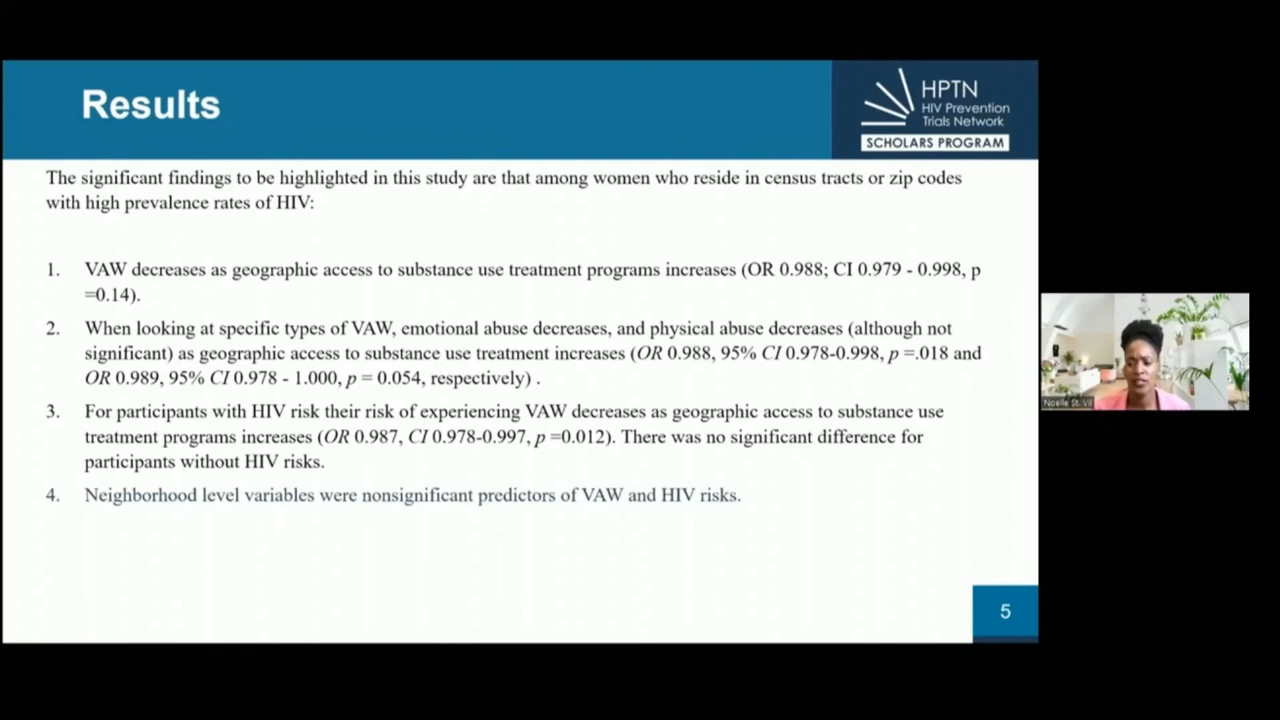 Results
HPTN
HIV Prevention
Trials Network
SCHOLARS PROGRAM
The significant findings to be highlighted in this study are that among women who reside in census tracts or zip codes
with high prevalence rates of HIV:
1. VAW decreases as geographic access to substance use treatment programs increases (OR 0.988; CI 0.979 - 0.998, p
=0.14).
2. When looking at specific types of VAW, emotional abuse decreases, and physical abuse decreases (although not
significant) as geographic access to substance use treatment increases (OR 0.988, 95% CI 0.978-0.998, p =.018 and
OR 0.989, 95% CI 0.978 - 1.000, p = 0.054, respectively) .
3. For participants with HIV risk their risk of experiencing VAW decreases as geographic access to substance use
treatment programs increases (OR 0.987, CI 0.978-0.997, p =0.012). There was no significant difference for
participants without HIV risks.
4. Neighborhood level variables were nonsignificant predictors of VAW and HIV risks.
5
Noelle St. Vil